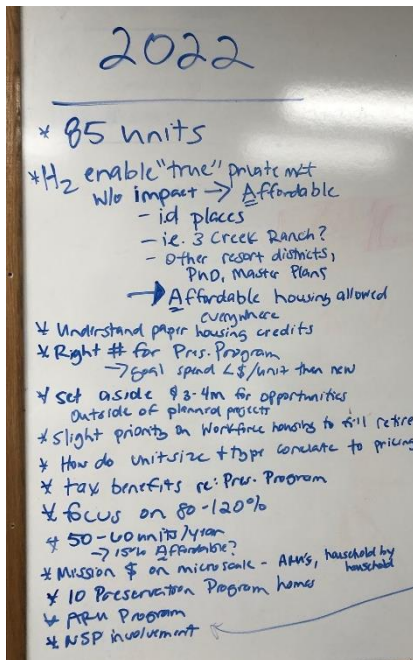 2022
* 85 units
* H2 enable "true" private mkt
w/o impact → Affordable
- id places
- ie. 3 Creek Ranch?
- Other resort districts,
PUD, Master Plans
→ Affordable housing allowed
everywhere
* Understand paper housing credits
* Right # for Pres. Program
→ goal spend < $/unit then new
* Set aside $3-4m for opportunities
outside of planned projects
* Slight priority on workforce housing to fill retire
* How do unit size + type correlate to pricing
* tax benefits re: Pres. Program
* focus on 80-120%
* 50-60 units/year
→ 15% Affordable?
* Mission $ on microscale - ARU's, household by
household
* 10 Preservation Program homes
* ARU Program
* NSP involvement